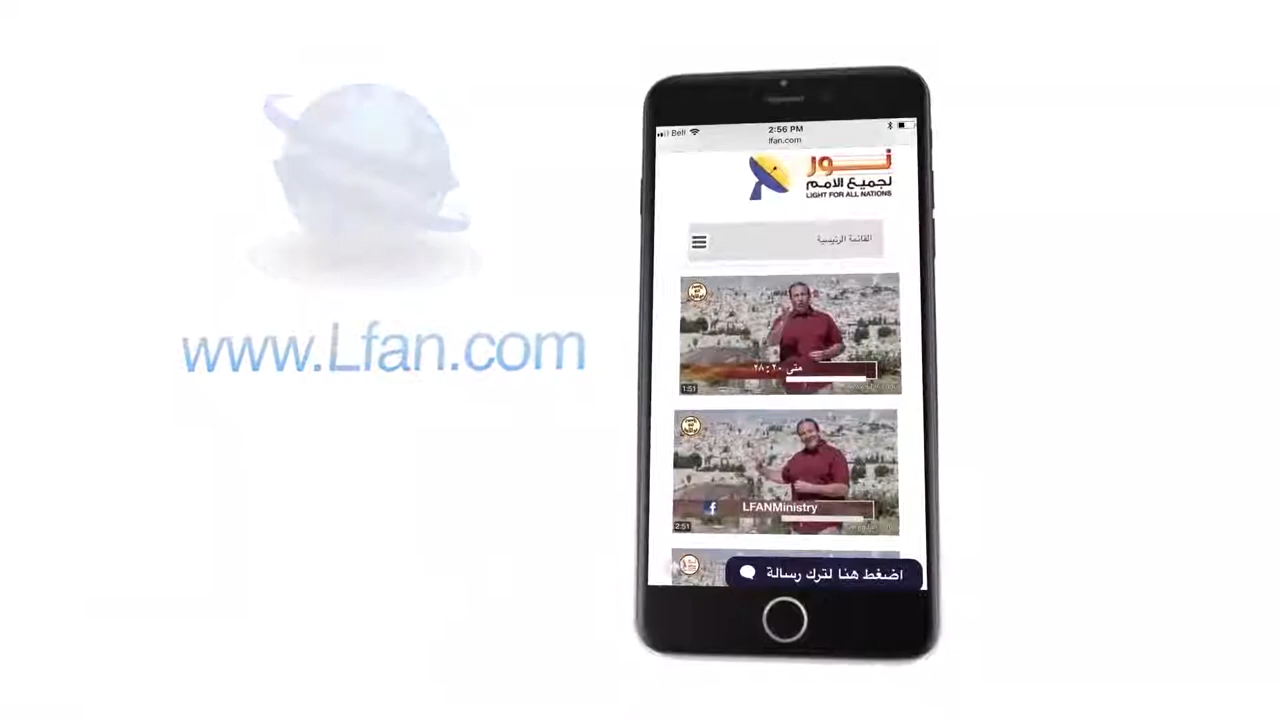 www.Lfan.com
Bell
2:56 PM
lfan.com
نور
لجميع الامم
LIGHT FOR ALL NATIONS
القائمة الرئيسية
متى ٢٨:٢٠
1:51
LFANMinistry
2:51
اضغط هنا لترك رسالة